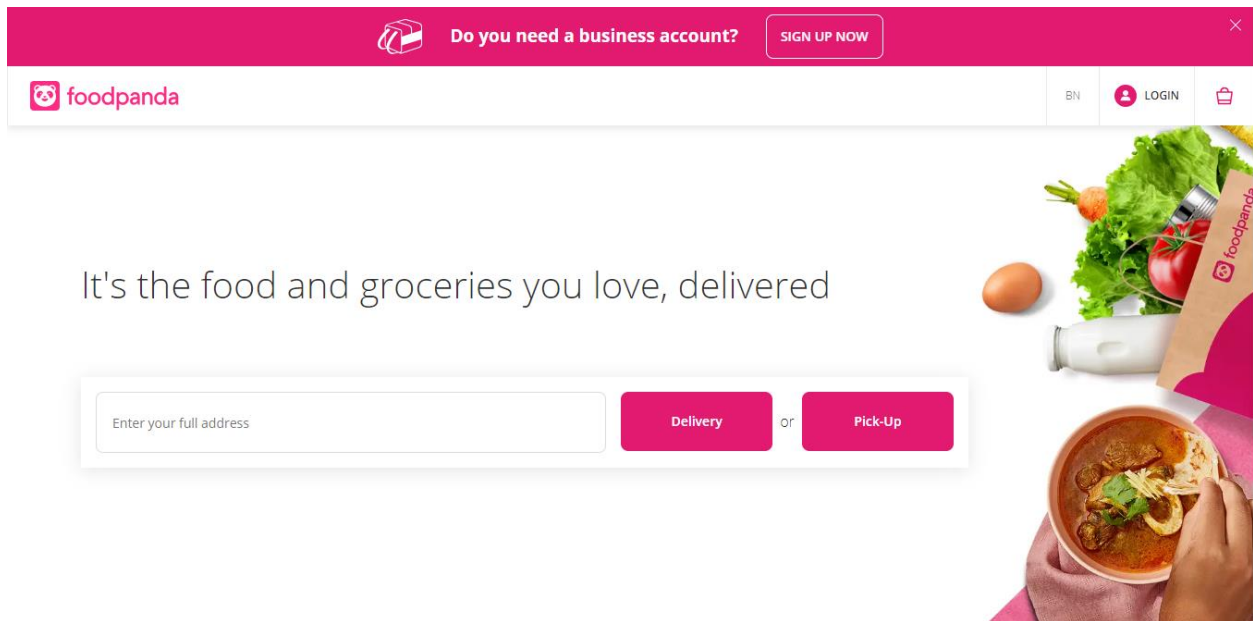 Do you need a business account?
SIGN UP NOW
foodpanda
BN
LOGIN
foodpanda
It's the food and groceries you love, delivered
Enter your full address
Delivery
or
Pick-Up